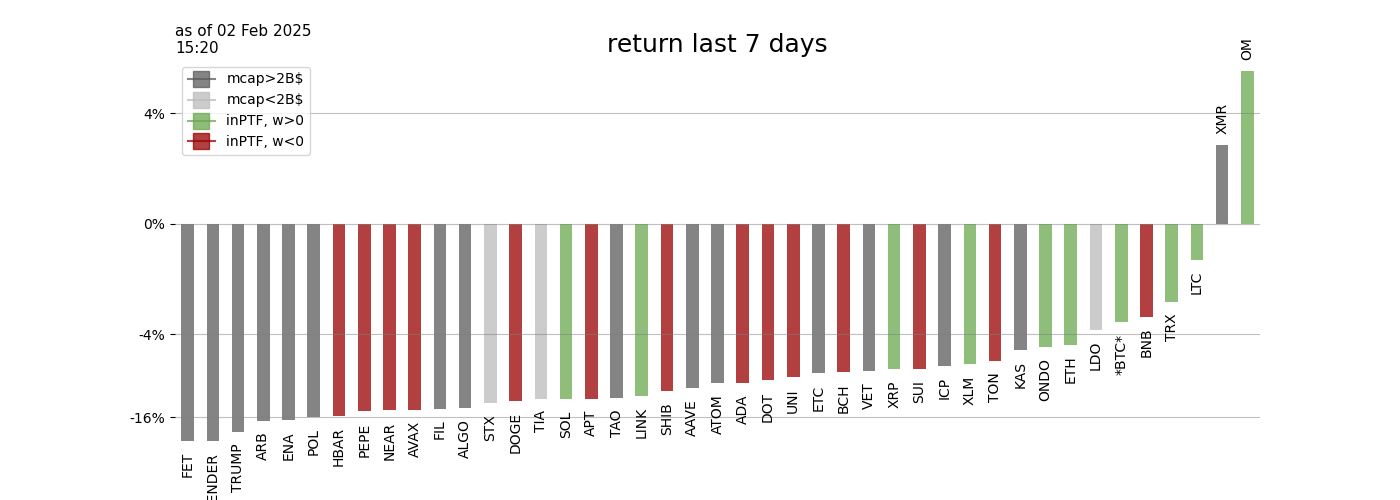 as of 02 Feb 2025
15:20
return last 7 days
mcap>2B$
mcap<2B$
inPTF, w>0
inPTF, w<0
4%
0%
-4%
-16%
FET
ENDER
TRUMP
ARB
ENA
POL
HBAR
PEPE
NEAR
AVAX
FIL
ALGO
STX
DOGE
TIA
SOL
APT
TAO
LINK
SHIB
AAVE
ATOM
ADA
DOT
UNI
ETC
BCH
VET
XRP
SUI
ICP
XLM
TON
KAS
ONDO
ETH
LDO
*BTC*
BNB
TRX
LTC
XMR
OM